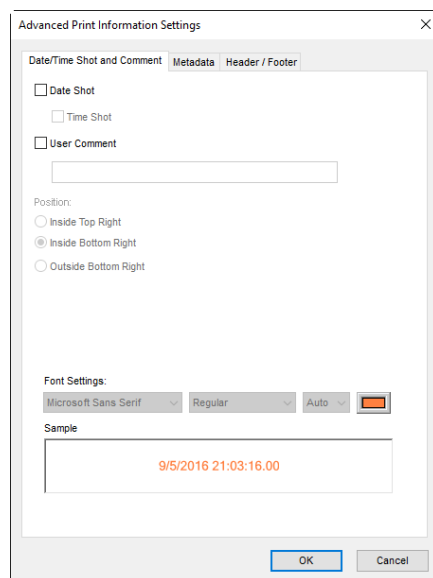 Advanced Print Information Settings
Date/Time Shot and Comment Metadata Header / Footer
Date Shot
Time Shot
User Comment
Position:
Inside Top Right
Inside Bottom Right
Outside Bottom Right
Font Settings:
Microsoft Sans Serif Regular Auto
Sample
9/5/2016 21:03:16.00
OK Cancel